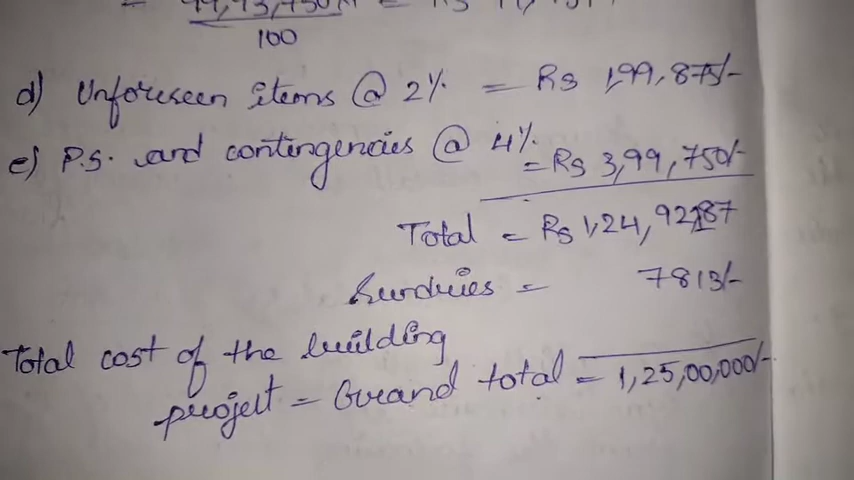 100
d) Unforeseen items @ 2% = Rs 1,99,875/-
e) P.S. and contingencies @ 4%
= Rs 3,99,750/-
Total = Rs 1,24,92,187
Sundries = 7813/-
Total cost of the building
project = Grand total = 1,25,00,000/-